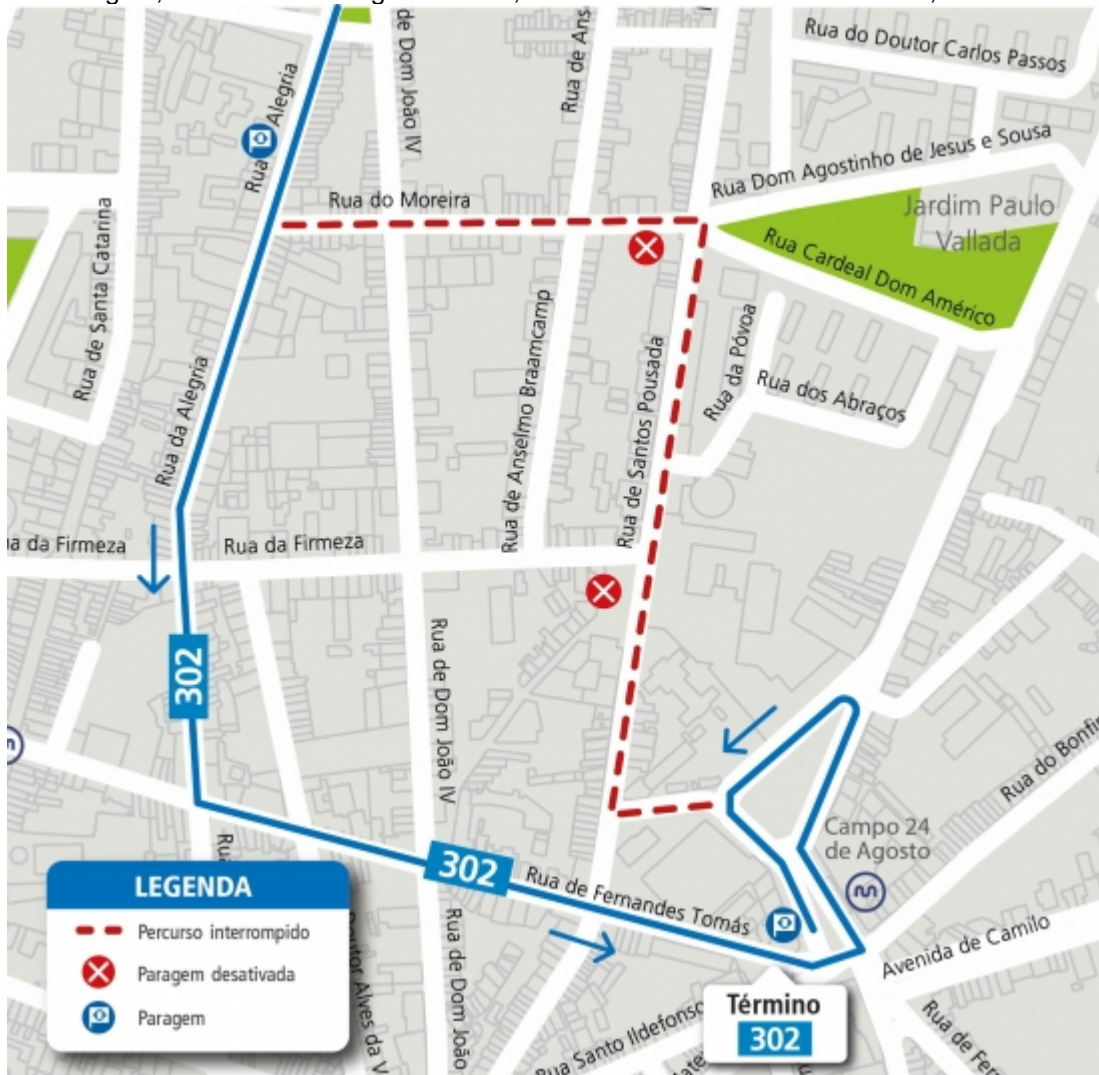 Rua do Doutor Carlos Passos
de Dom João IV
Rua de Ans
Rua
Alegria
Rua Dom Agostinho de Jesus e Sousa
Rua do Moreira
Jardim Paulo
Vallada
Rua de Santa Catarina
Rua Cardeal Dom Américo
Rua de Anselmo Braamcamp
Rua de Santos Pousada
Rua da Póvoa
Rua dos Abraços
Rua da Alegria
ua da Firmeza
Rua da Firmeza
302
Rua de Dom João IV
Rua do Bonfi
Campo 24
de Agosto
Rua
302
Rua de Fernandes Tomás
LEGENDA
Percurso interrompido
Paragem desativada
Paragem
outor Alves da V
Rua de Dom João
Avenida de Camilo
Término
302
Rua Santo Ildefonso
Rua de Fer